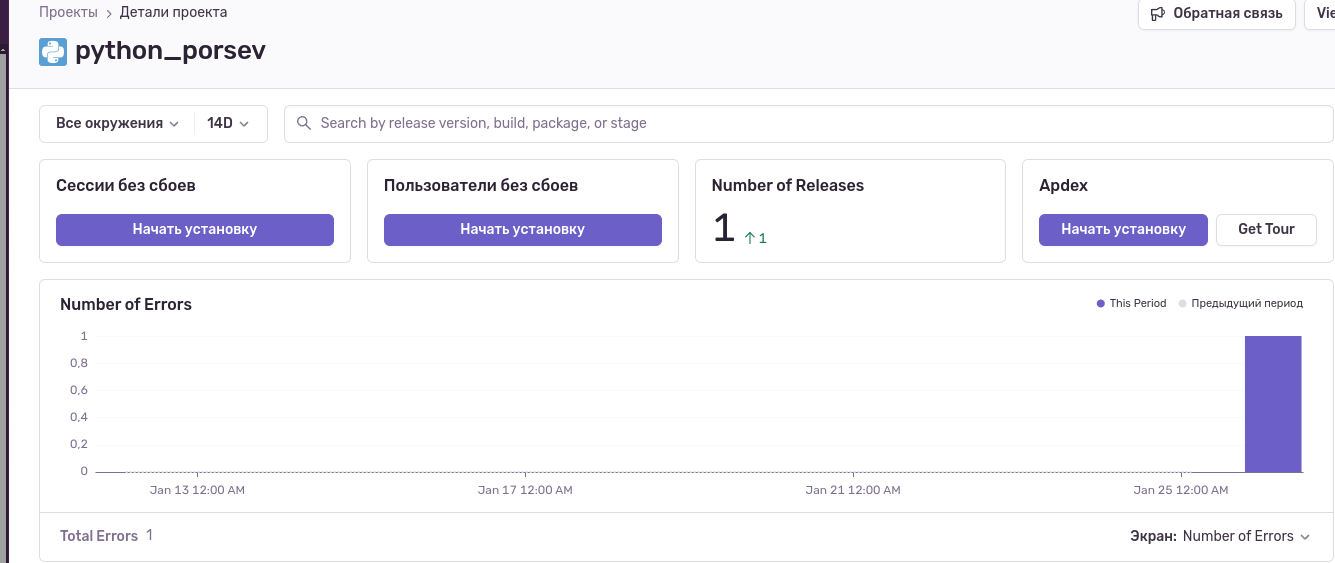 Проекты > Детали проекта
Обратная связь
python_porsev
Все окружения 14D
Search by release version, build, package, or stage
Сессии без сбоев
Начать установку
Пользователи без сбоев
Начать установку
Number of Releases
1 ↑ 1
Apdex
Начать установку Get Tour
Number of Errors
This Period Предыдущий период
1
0,8
0,6
0,4
0,2
0
Jan 13 12:00 AM Jan 17 12:00 AM Jan 21 12:00 AM Jan 25 12:00 AM
Total Errors 1
Экран: Number of Errors